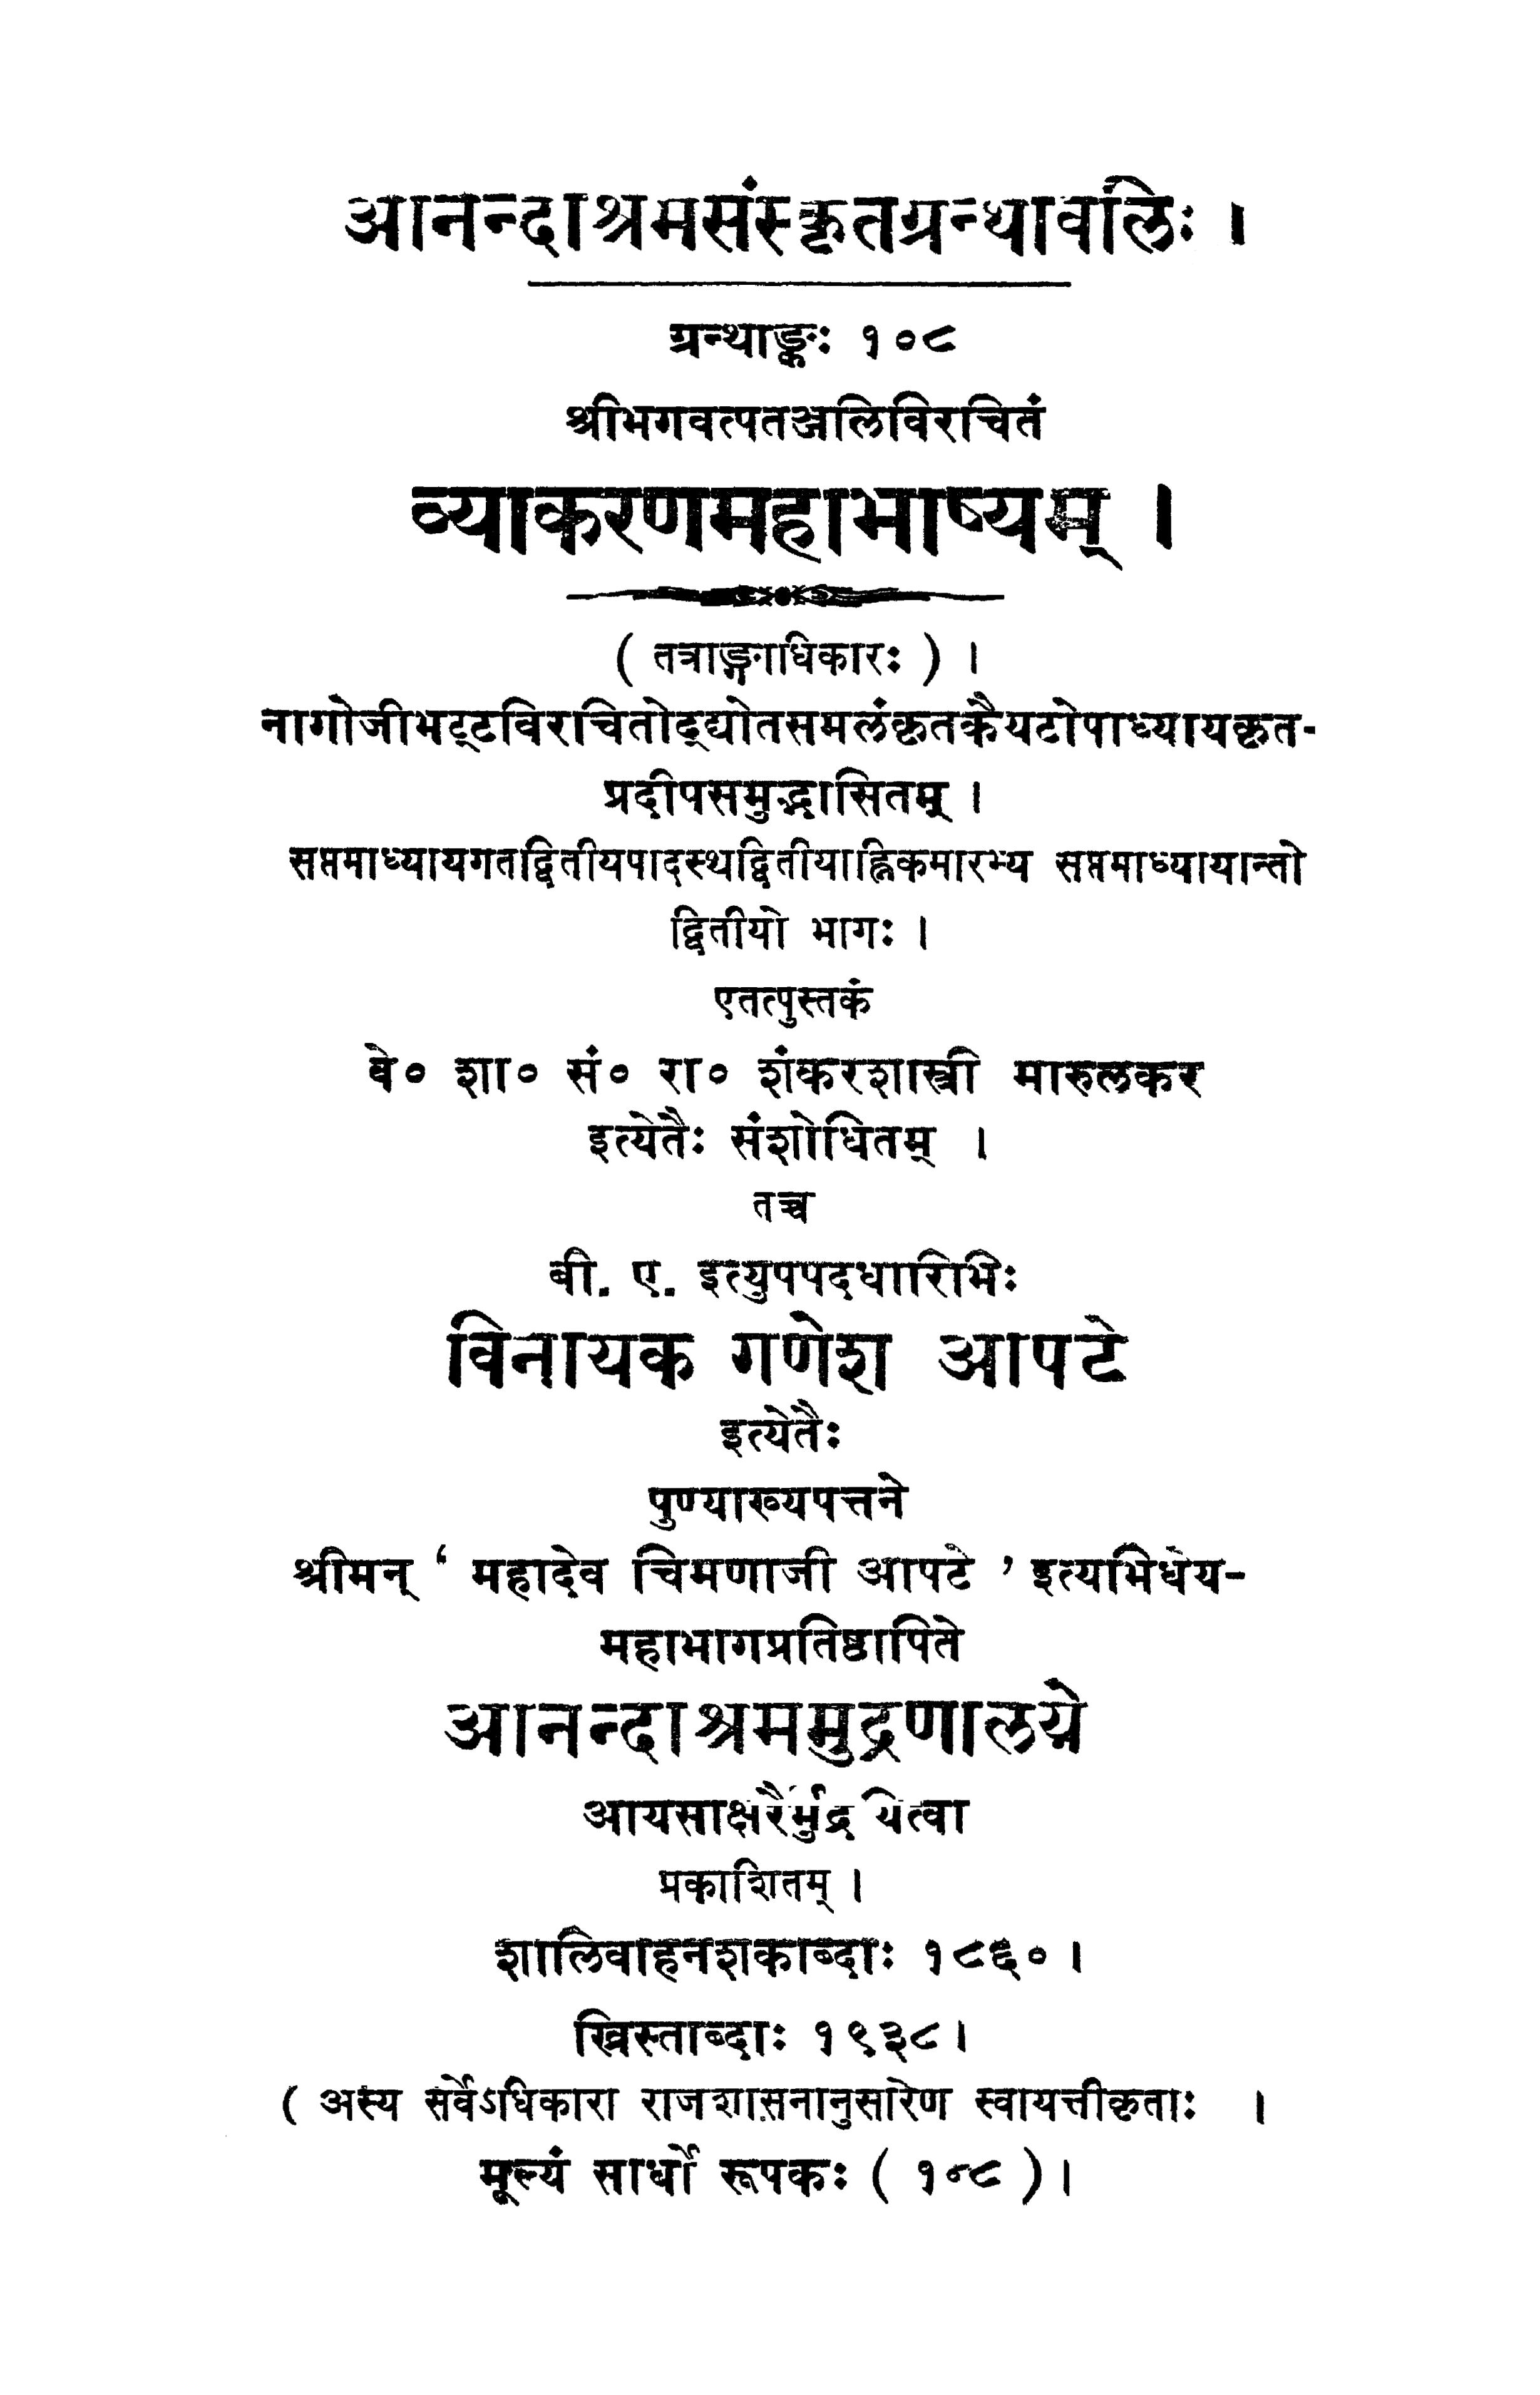 आनन्दाश्रमसंस्कृतग्रन्थावलिः ।
ग्रन्थाङ्कः १०८
श्रीभगवत्पतञ्जलिविरचितं
व्याकरणमहाभाष्यम् ।
( तत्राङ्गाधिकारः ) ।
नागोजीभट्टविरचितोद्द्योतसमलंकृतकैयटोपाध्यायकृत-
प्रदीपसमुद्भासितम् ।
सप्तमाध्यायगतद्वितीयपादस्थद्वितीयाह्निकमारभ्य सप्तमाध्यायान्तो
द्वितीयो भागः ।
एतत्पुस्तकं
वे० शा० सं० रा० शंकरशास्त्री मारुलकर
इत्येतैः संशोधितम् ।
तच्च
बी. ए. इत्युपपदधारिभिः
विनायक गणेश आपटे
इत्येतैः
पुण्याख्यपत्तने
श्रीमन् ‘ महादेव चिमणाजी आपटे ’ इत्यभिधेय-
महाभागप्रतिष्ठापिते
आनन्दाश्रममुद्रणालये
आयसाक्षरैर्मुद्रयित्वा
प्रकाशितम् ।
शालिवाहनशकाब्दाः १८६० ।
ख्रिस्ताब्दाः १९३८ ।
( अस्य सर्वेऽधिकारा राजशासनानुसारेण स्वायत्तीकृताः ।
मूल्यं सार्धो रूपकः ( १०८ ) ।